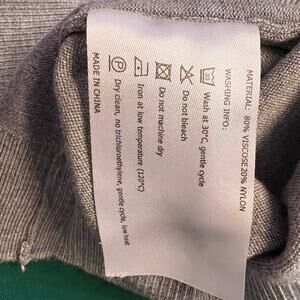 MATERIAL: 80% VISCOSE20% NYLON
WASHING INFO:
Wash at 30°C, gentle cycle
Do not bleach
Do not machine dry
Iron at low temperature (120°C)
Dry clean, no trichloroethylene, gentle cycle, low heat
MADE IN CHINA